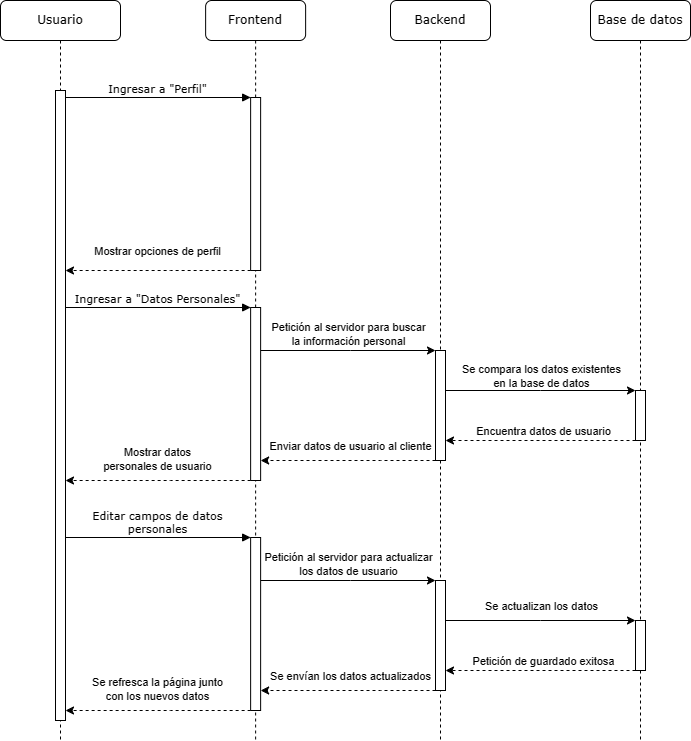 Usuario
Frontend
Backend
Base de datos
Ingresar a "Perfil"
Mostrar opciones de perfil
Ingresar a "Datos Personales"
Petición al servidor para buscar
la información personal
Se compara los datos existentes
en la base de datos
Encuentra datos de usuario
Enviar datos de usuario al cliente
Mostrar datos
personales de usuario
Editar campos de datos
personales
Petición al servidor para actualizar
los datos de usuario
Se actualizan los datos
Petición de guardado exitosa
Se envían los datos actualizados
Se refresca la página junto
con los nuevos datos